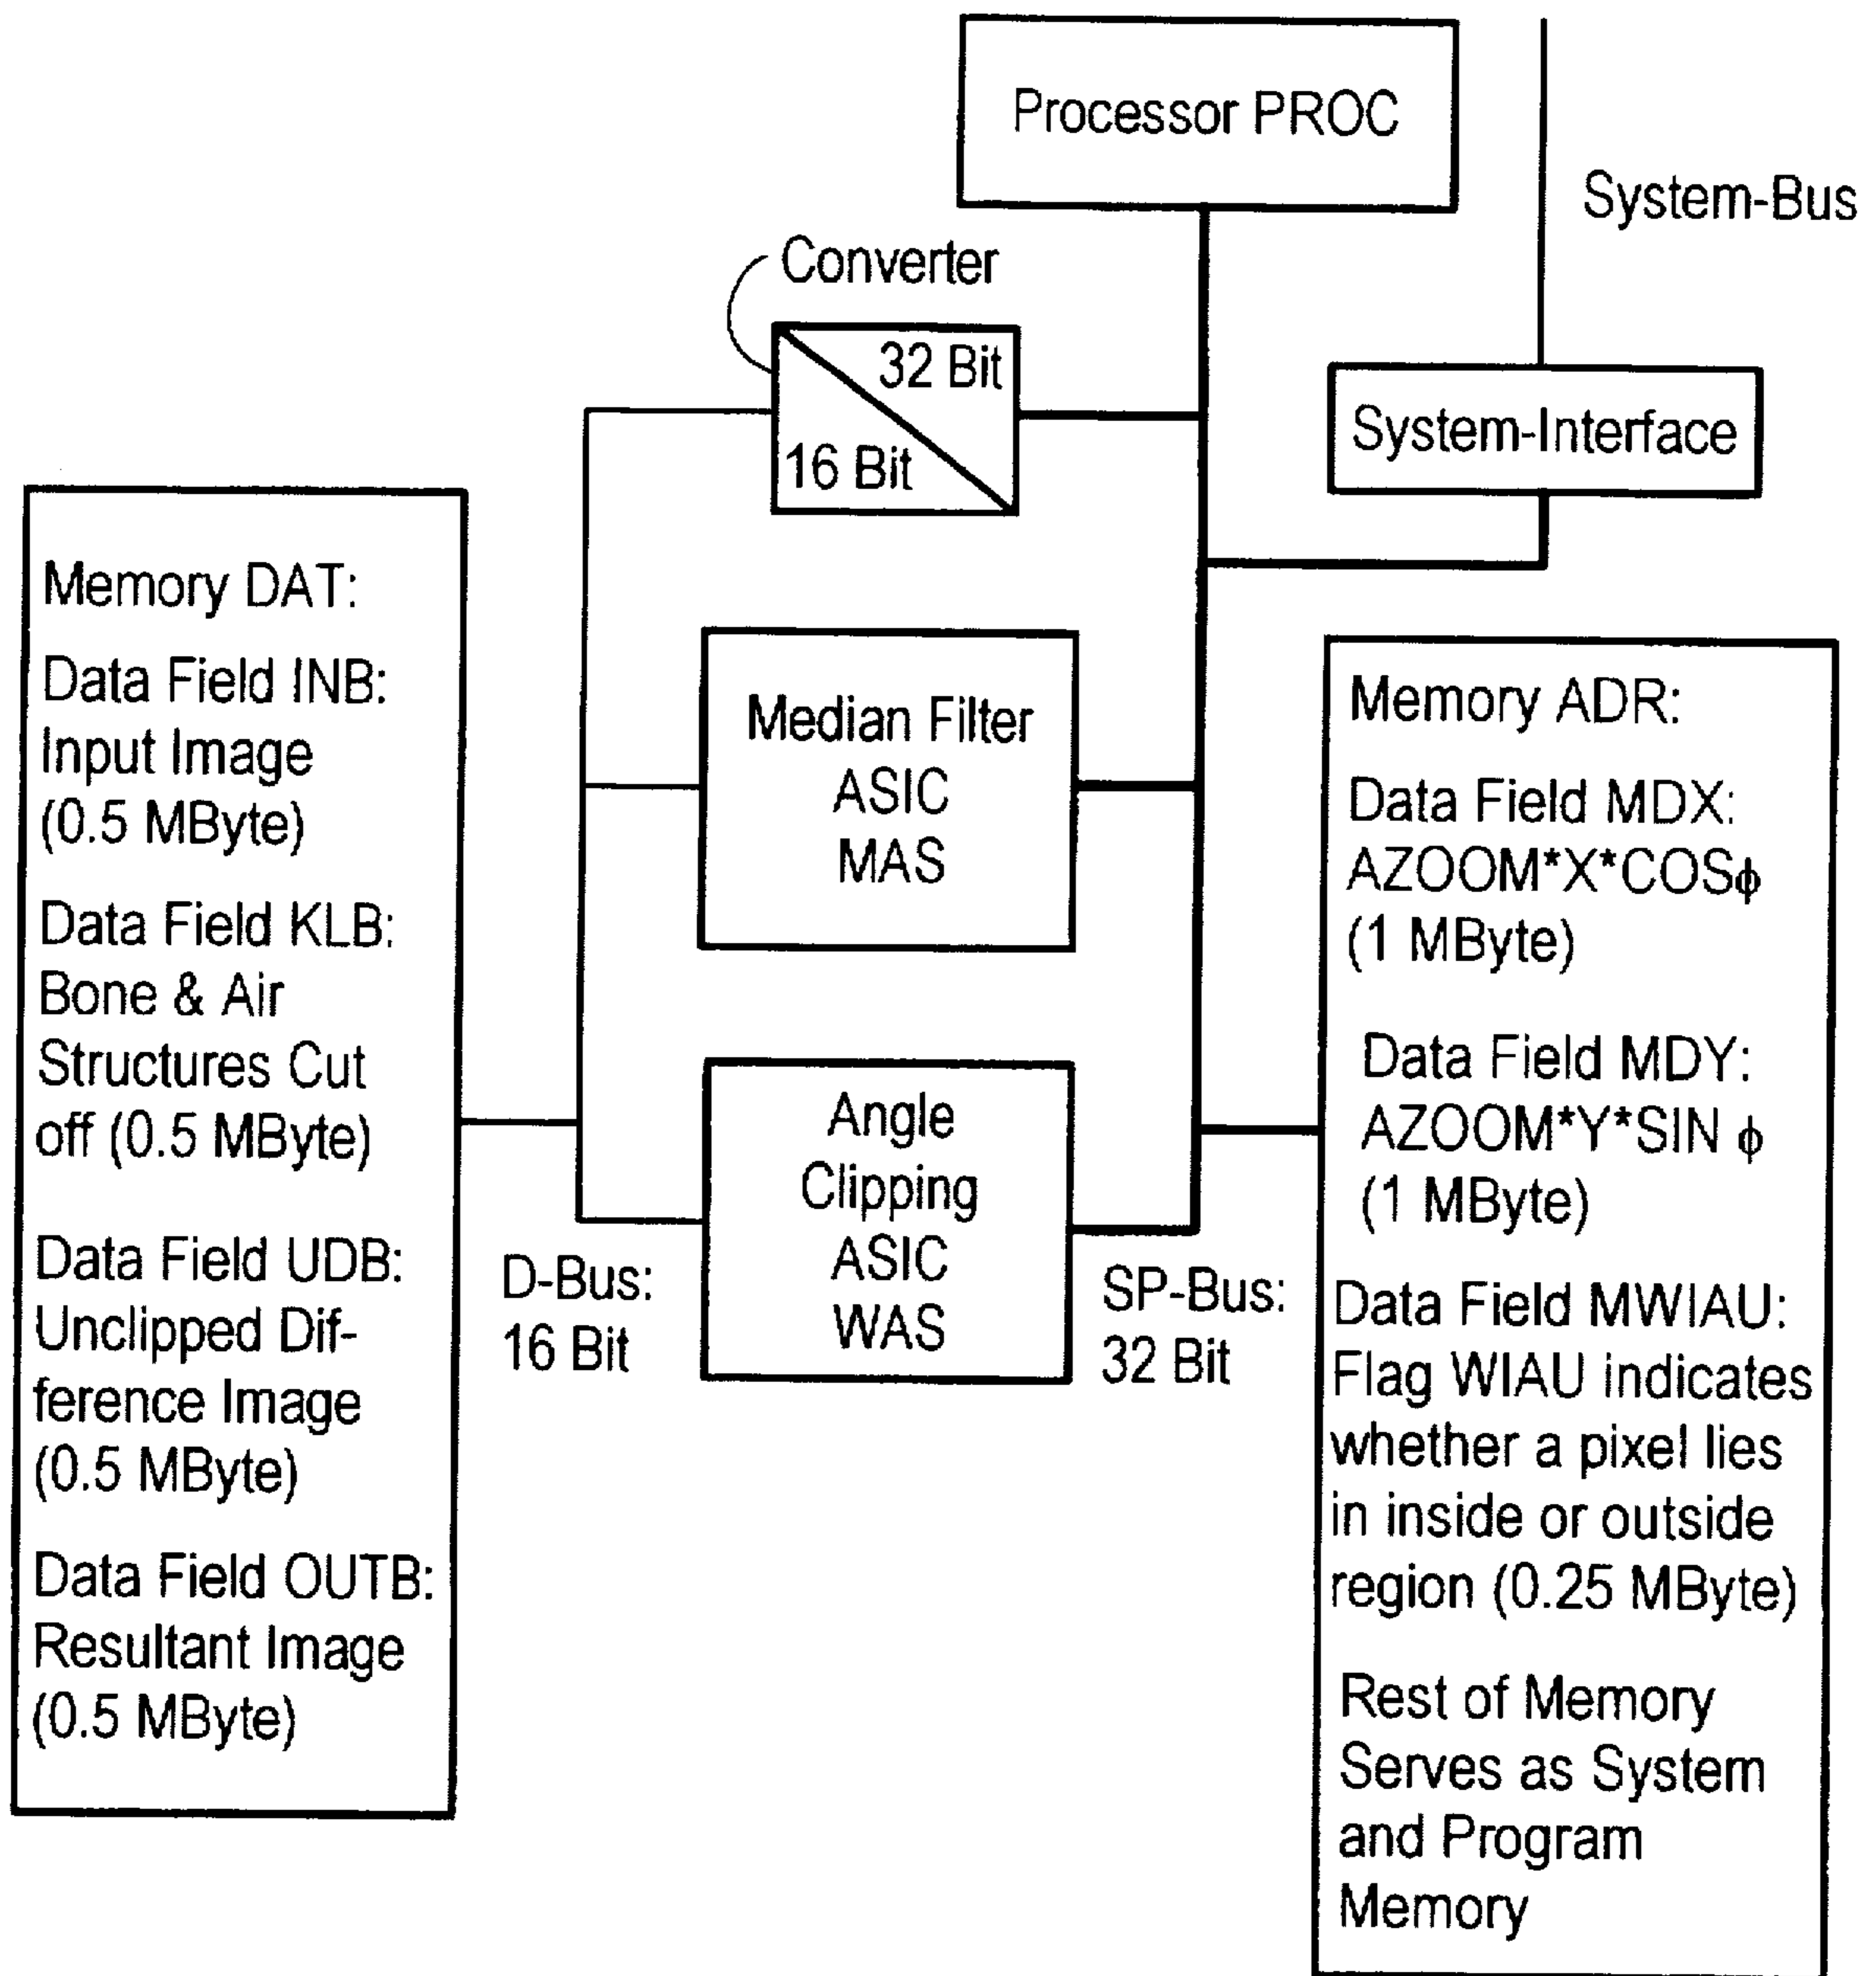 Processor PROC
System-Bus
Converter
32 Bit
16 Bit
System-Interface
Memory DAT:
Data Field INB:
Input Image
(0.5 MByte)
Data Field KLB:
Bone & Air
Structures Cut
off (0.5 MByte)
Data Field UDB:
Unclipped Dif-
ference Image
(0.5 MByte)
Data Field OUTB:
Resultant Image
(0.5 MByte)
D-Bus:
16 Bit
Median Filter
ASIC
MAS
Angle
Clipping
ASIC
WAS
SP-Bus:
32 Bit
Memory ADR:
Data Field MDX:
AZOOM*X*COSϕ
(1 MByte)
Data Field MDY:
AZOOM*Y*SIN ϕ
(1 MByte)
Data Field MWIAU:
Flag WIAU indicates
whether a pixel lies
in inside or outside
region (0.25 MByte)
Rest of Memory
Serves as System
and Program
Memory